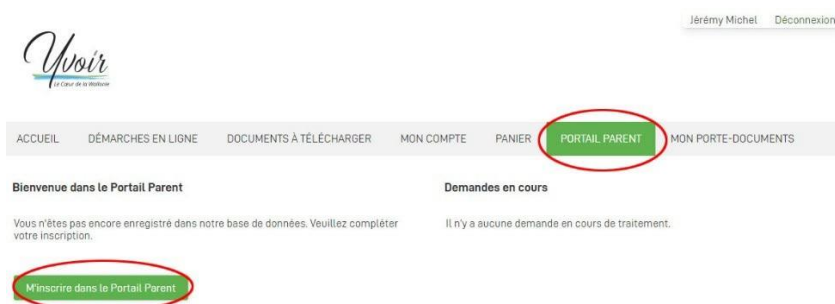 Jérémy Michel Déconnexion
Yvoir
Le Cœur de la Wallonie
ACCUEIL DÉMARCHES EN LIGNE DOCUMENTS À TÉLÉCHARGER MON COMPTE PANIER PORTAIL PARENT MON PORTE-DOCUMENTS
Bienvenue dans le Portail Parent
Vous n'êtes pas encore enregistré dans notre base de données. Veuillez compléter
votre inscription.
M'inscrire dans le Portail Parent
Demandes en cours
Il n'y a aucune demande en cours de traitement.